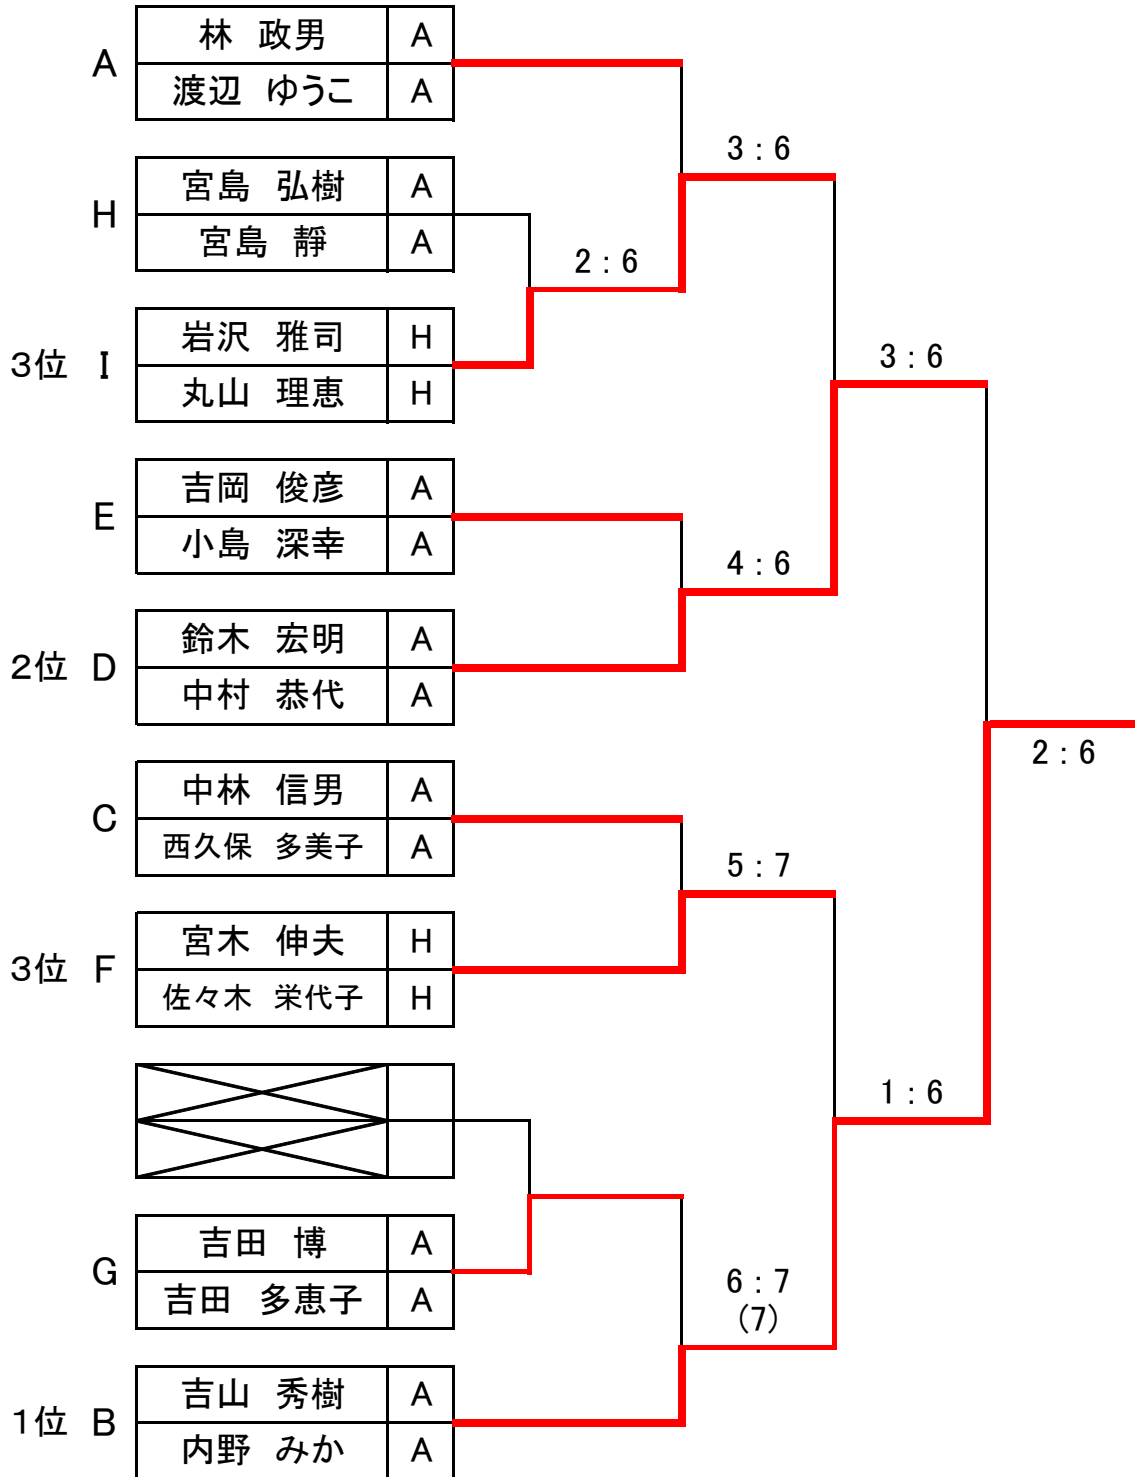 林 政男 A
A
渡辺 ゆうこ A
3 : 6
宮島 弘樹 A
H
宮島 靜 A
2 : 6
岩沢 雅司 H
3位 I
丸山 理恵 H
3 : 6
吉岡 俊彦 A
E
小島 深幸 A
4 : 6
鈴木 宏明 A
2位 D
中村 恭代 A
2 : 6
中林 信男 A
C
西久保 多美子 A
5 : 7
宮木 伸夫 H
3位 F
佐々木 栄代子 H
1 : 6
吉田 博 A
G
吉田 多恵子 A
6 : 7
(7)
吉山 秀樹 A
1位 B
内野 みか A